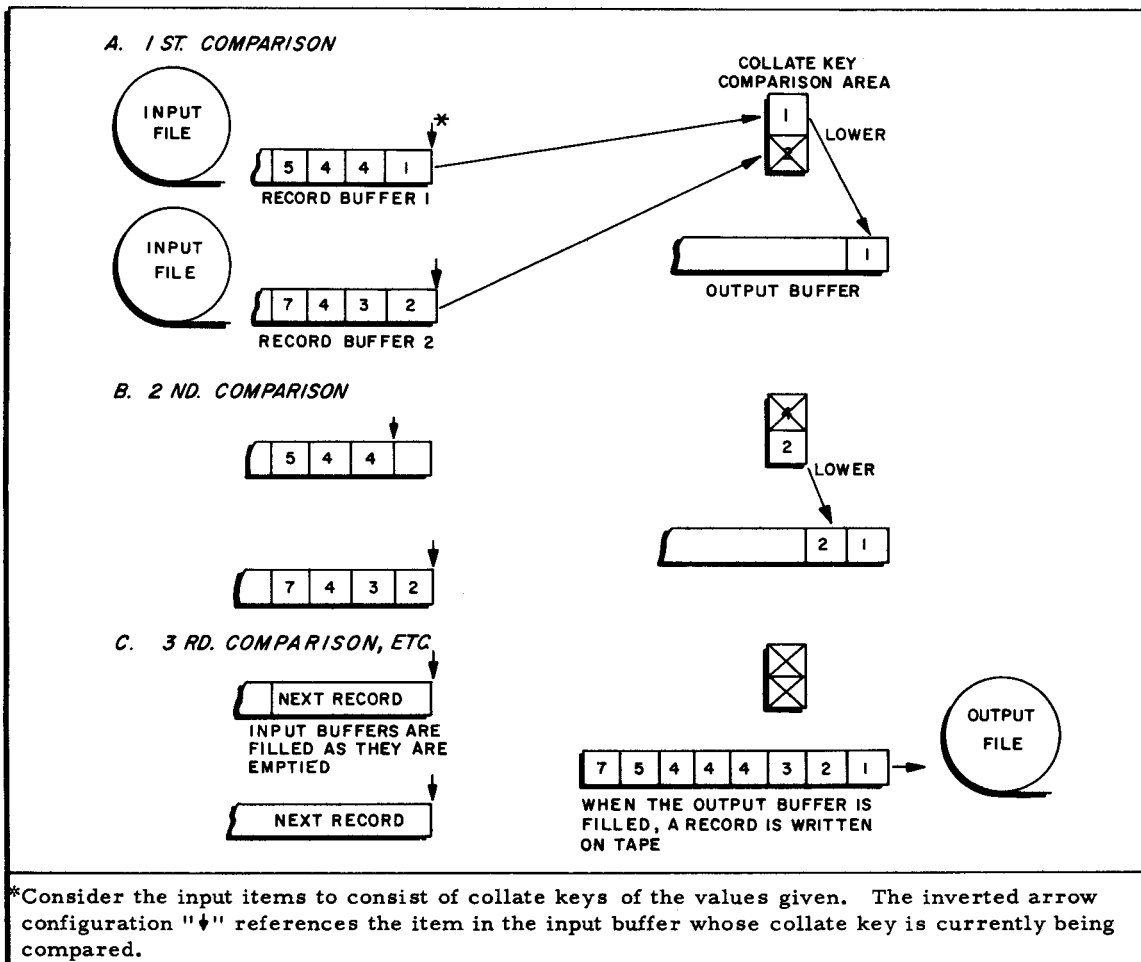 A. 1 ST. COMPARISON
INPUT
FILE
*
5 4 4 1
RECORD BUFFER 1
COLLATE KEY
COMPARISON AREA
1
2
LOWER
1
OUTPUT BUFFER
INPUT
FILE
7 4 3 2
RECORD BUFFER 2
B. 2 ND. COMPARISON
5 4 4
4
2
LOWER
2 1
7 4 3 2
C. 3 RD. COMPARISON, ETC
NEXT RECORD
INPUT BUFFERS ARE
FILLED AS THEY ARE
EMPTIED
NEXT RECORD
7 5 4 4 4 3 2 1
WHEN THE OUTPUT BUFFER IS
FILLED, A RECORD IS WRITTEN
ON TAPE
OUTPUT
FILE
*Consider the input items to consist of collate keys of the values given. The inverted arrow
configuration "↓" references the item in the input buffer whose collate key is currently being
compared.